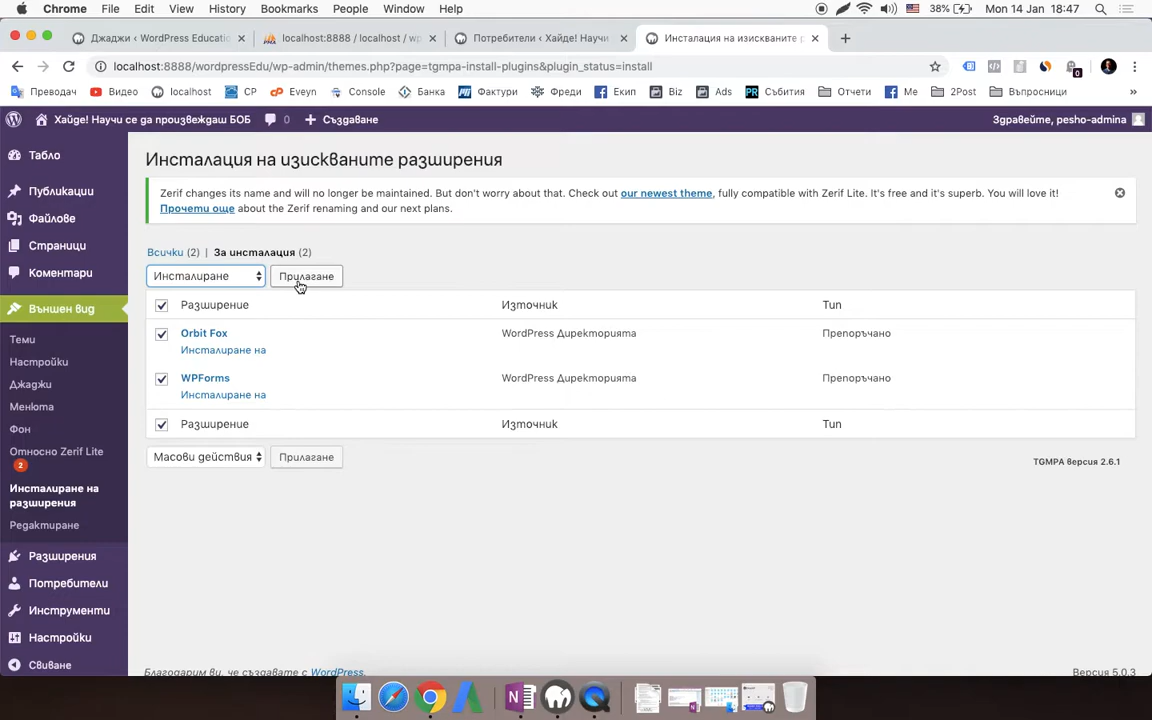 Chrome File Edit View History Bookmarks People Window Help 38% Mon 14 Jan 18:47
Джаджи ‹ WordPress Educatio
localhost:8888 / localhost / wp
Потребители ‹ Хайде! Научи
Инсталация на изискваните р
localhost:8888/wordpressEdu/wp-admin/themes.php?page=tgmpa-install-plugins&plugin_status=install
0
Преводач Видео localhost CP Eveyn Console Банка Фактури Фреди Екип Biz Ads Събития Отчети Me 2Post Въпросници »
Хайде! Научи се да произвеждаш БОБ 0 Създаване Здравейте, pesho-admina
Табло
Публикации
Файлове
Страници
Коментари
Външен вид
Теми
Настройки
Джаджи
Менюта
Фон
Относно Zerif Lite
2
Инсталиране на
разширения
Редактиране
Разширения
Потребители
Инструменти
Настройки
Свиване
Инсталация на изискваните разширения
Zerif changes its name and will no longer be maintained. But don't worry about that. Check out our newest theme, fully compatible with Zerif Lite. It's free and it's superb. You will love it!
Прочети още about the Zerif renaming and our next plans.
Всички (2) | За инсталация (2)
Инсталиране Прилагане
Разширение Източник Тип
Orbit Fox WordPress Директорията Препоръчано
Инсталиране на
WPForms WordPress Директорията Препоръчано
Инсталиране на
Разширение Източник Тип
Масови действия Прилагане
TGMPA версия 2.6.1
Благодарим ви, че създавате с WordPress.
Версия 5.0.3